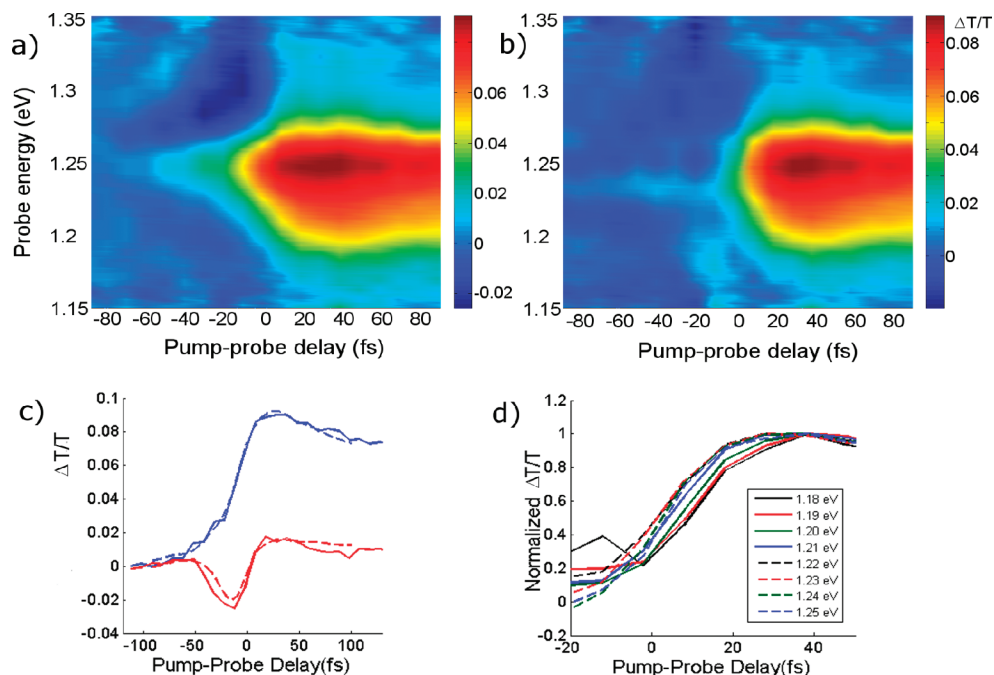 a)
Probe energy (eV)
1.35
1.3
1.25
1.2
1.15
-80 -60 -40 -20 0 20 40 60 80
Pump-probe delay (fs)
0.06
0.04
0.02
0
-0.02
b)
1.35
1.3
1.25
1.2
1.15
-80 -60 -40 -20 0 20 40 60 80
Pump-probe delay (fs)
ΔT/T
0.08
0.06
0.04
0.02
0
c)
ΔT/T
0.1
0.08
0.06
0.04
0.02
0
-0.02
-0.04
-100 -50 0 50 100
Pump-Probe Delay(fs)
d)
Normalized ΔT/T
1.2
1
0.8
0.6
0.4
0.2
0
-0.2
-20 0 20 40
Pump-Probe Delay(fs)
1.18 eV
1.19 eV
1.20 eV
1.21 eV
1.22 eV
1.23 eV
1.24 eV
1.25 eV